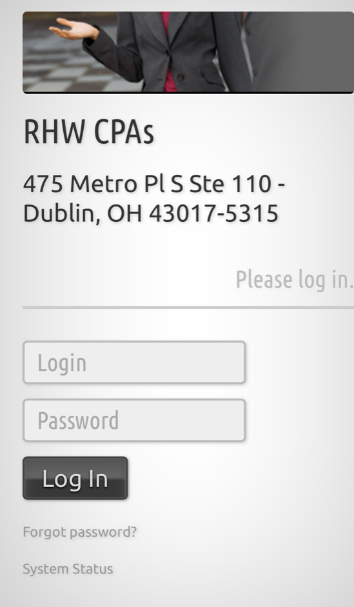 RHW CPAs
475 Metro Pl S Ste 110 -
Dublin, OH 43017-5315
Please log in.
Login
Password
Log In
Forgot password?
System Status